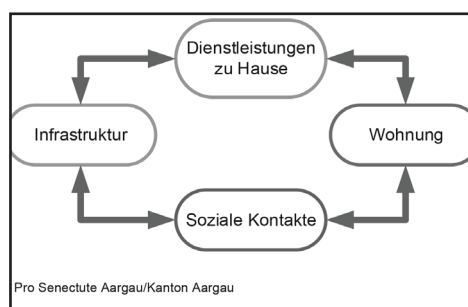 Dienstleistungen
zu Hause
Infrastruktur
Wohnung
Soziale Kontakte
Pro Senectute Aargau/Kanton Aargau